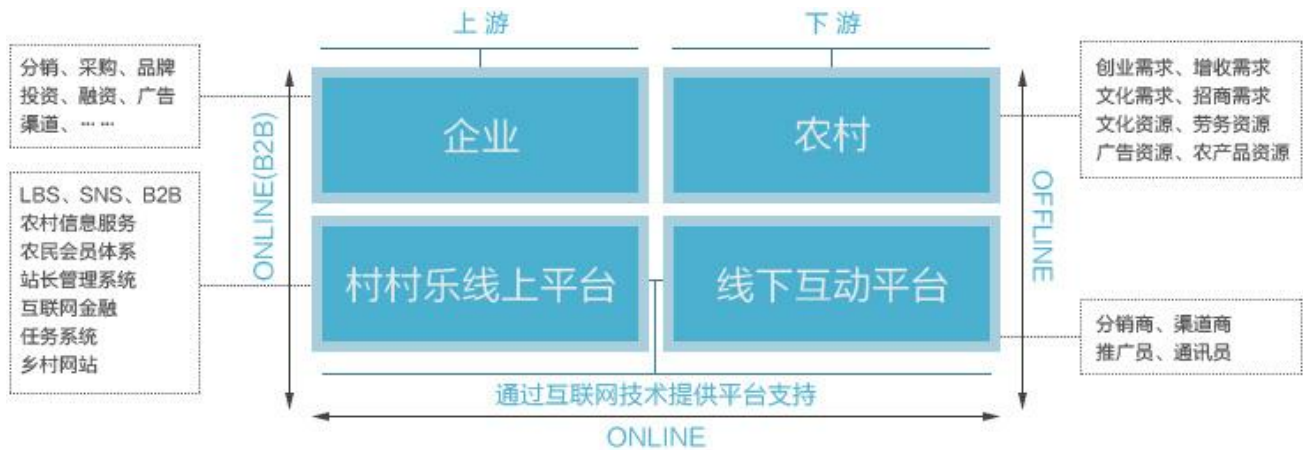 上游
下游
分销、采购、品牌
投资、融资、广告
渠道、… …
企业
农村
创业需求、增收需求
文化需求、招商需求
文化资源、劳务资源
广告资源、农产品资源
ONLINE(B2B)
OFFLINE
LBS、SNS、B2B
农村信息服务
农民会员体系
站长管理系统
互联网金融
任务系统
乡村网站
村村乐线上平台
线下互动平台
分销商、渠道商
推广员、通讯员
通过互联网技术提供平台支持
ONLINE